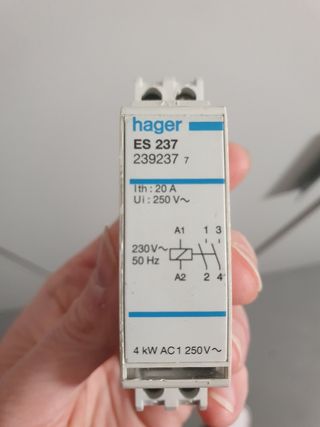 hager
ES 237
239237 7
Ith : 20 A
Ui : 250 V~
A1 1 3
230V~
50 Hz
A2 2 4
4 kW AC1 250V~